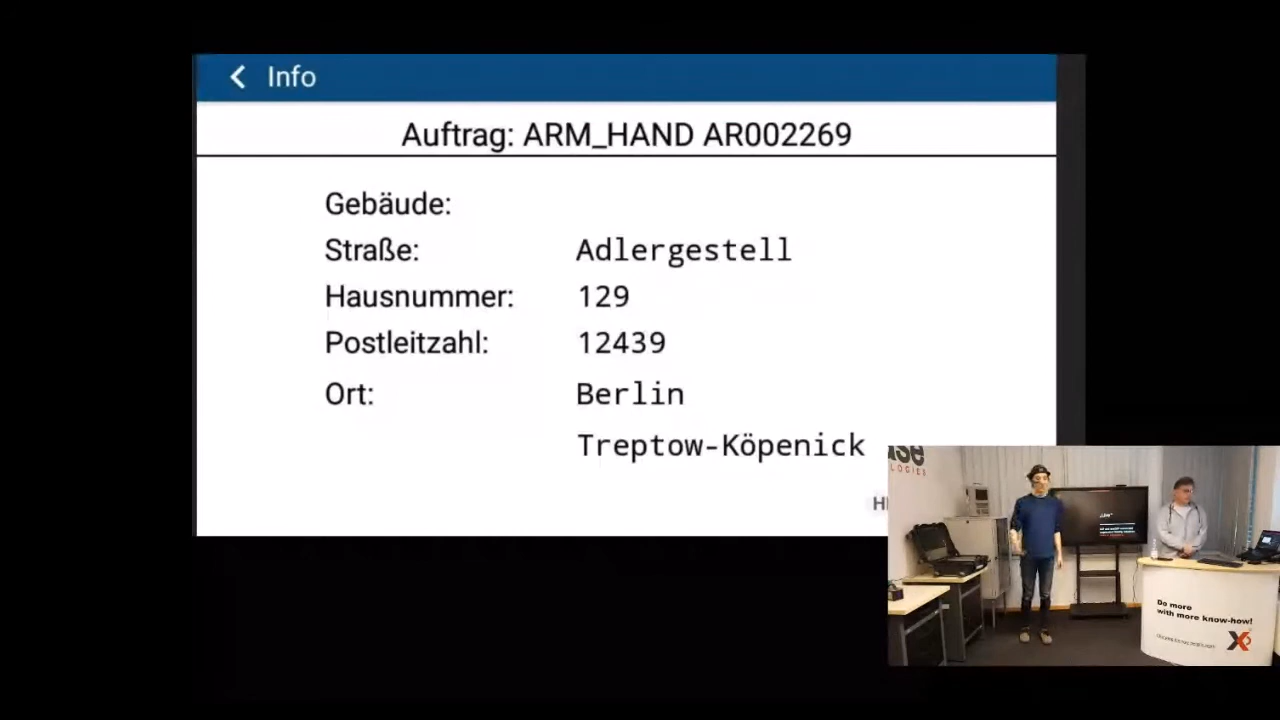 Info
Auftrag: ARM_HAND AR002269
Gebäude:
Straße: Adlergestell
Hausnummer: 129
Postleitzahl: 12439
Ort: Berlin
Treptow-Köpenick
Do more
with more know-how!